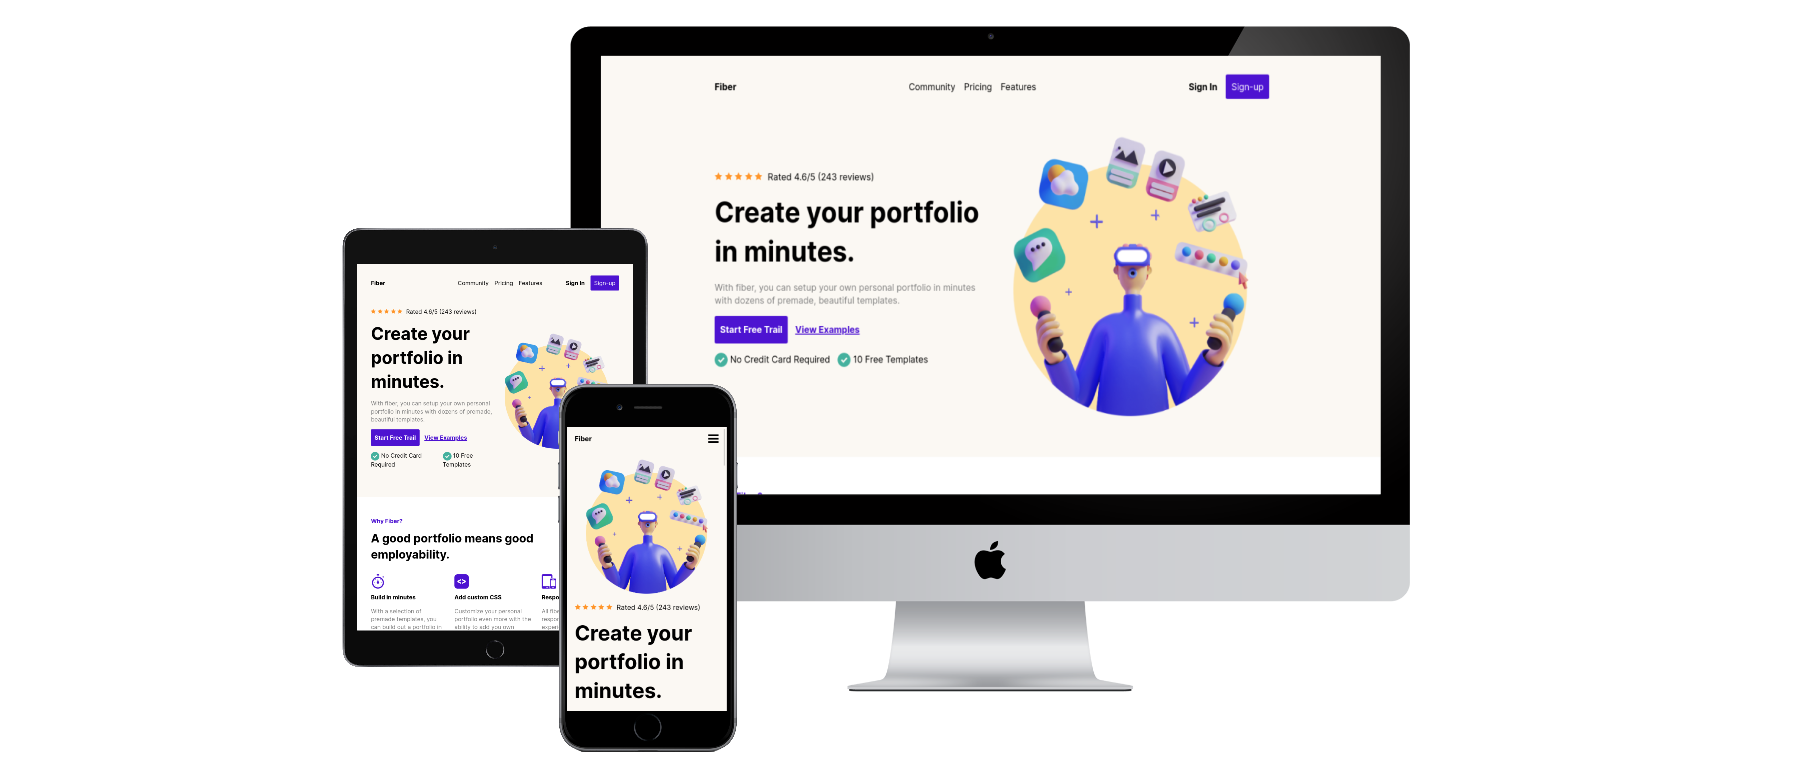 Fiber
Community Pricing Features
Sign In Sign-up
Rated 4.6/5 (243 reviews)
Create your portfolio
in minutes.
With fiber, you can setup your own personal portfolio in minutes
with dozens of premade, beautiful templates.
Start Free Trail View Examples
No Credit Card Required 10 Free Templates
Fiber
Community Pricing Features
Sign In Sign-up
Rated 4.6/5 (243 reviews)
Create your
portfolio in
minutes.
With fiber, you can setup your own personal
portfolio in minutes with dozens of premade,
beautiful templates.
Start Free Trail View Examples
No Credit Card
Required
10 Free
Templates
Why Fiber?
A good portfolio means good
employability.
Build in minutes
With a selection of
premade templates, you
can build out a portfolio in
Add custom CSS
Customize your personal
portfolio even more with the
ability to add you own
Respo
All fibe
respon
experi
Fiber
Rated 4.6/5 (243 reviews)
Create your
portfolio in
minutes.